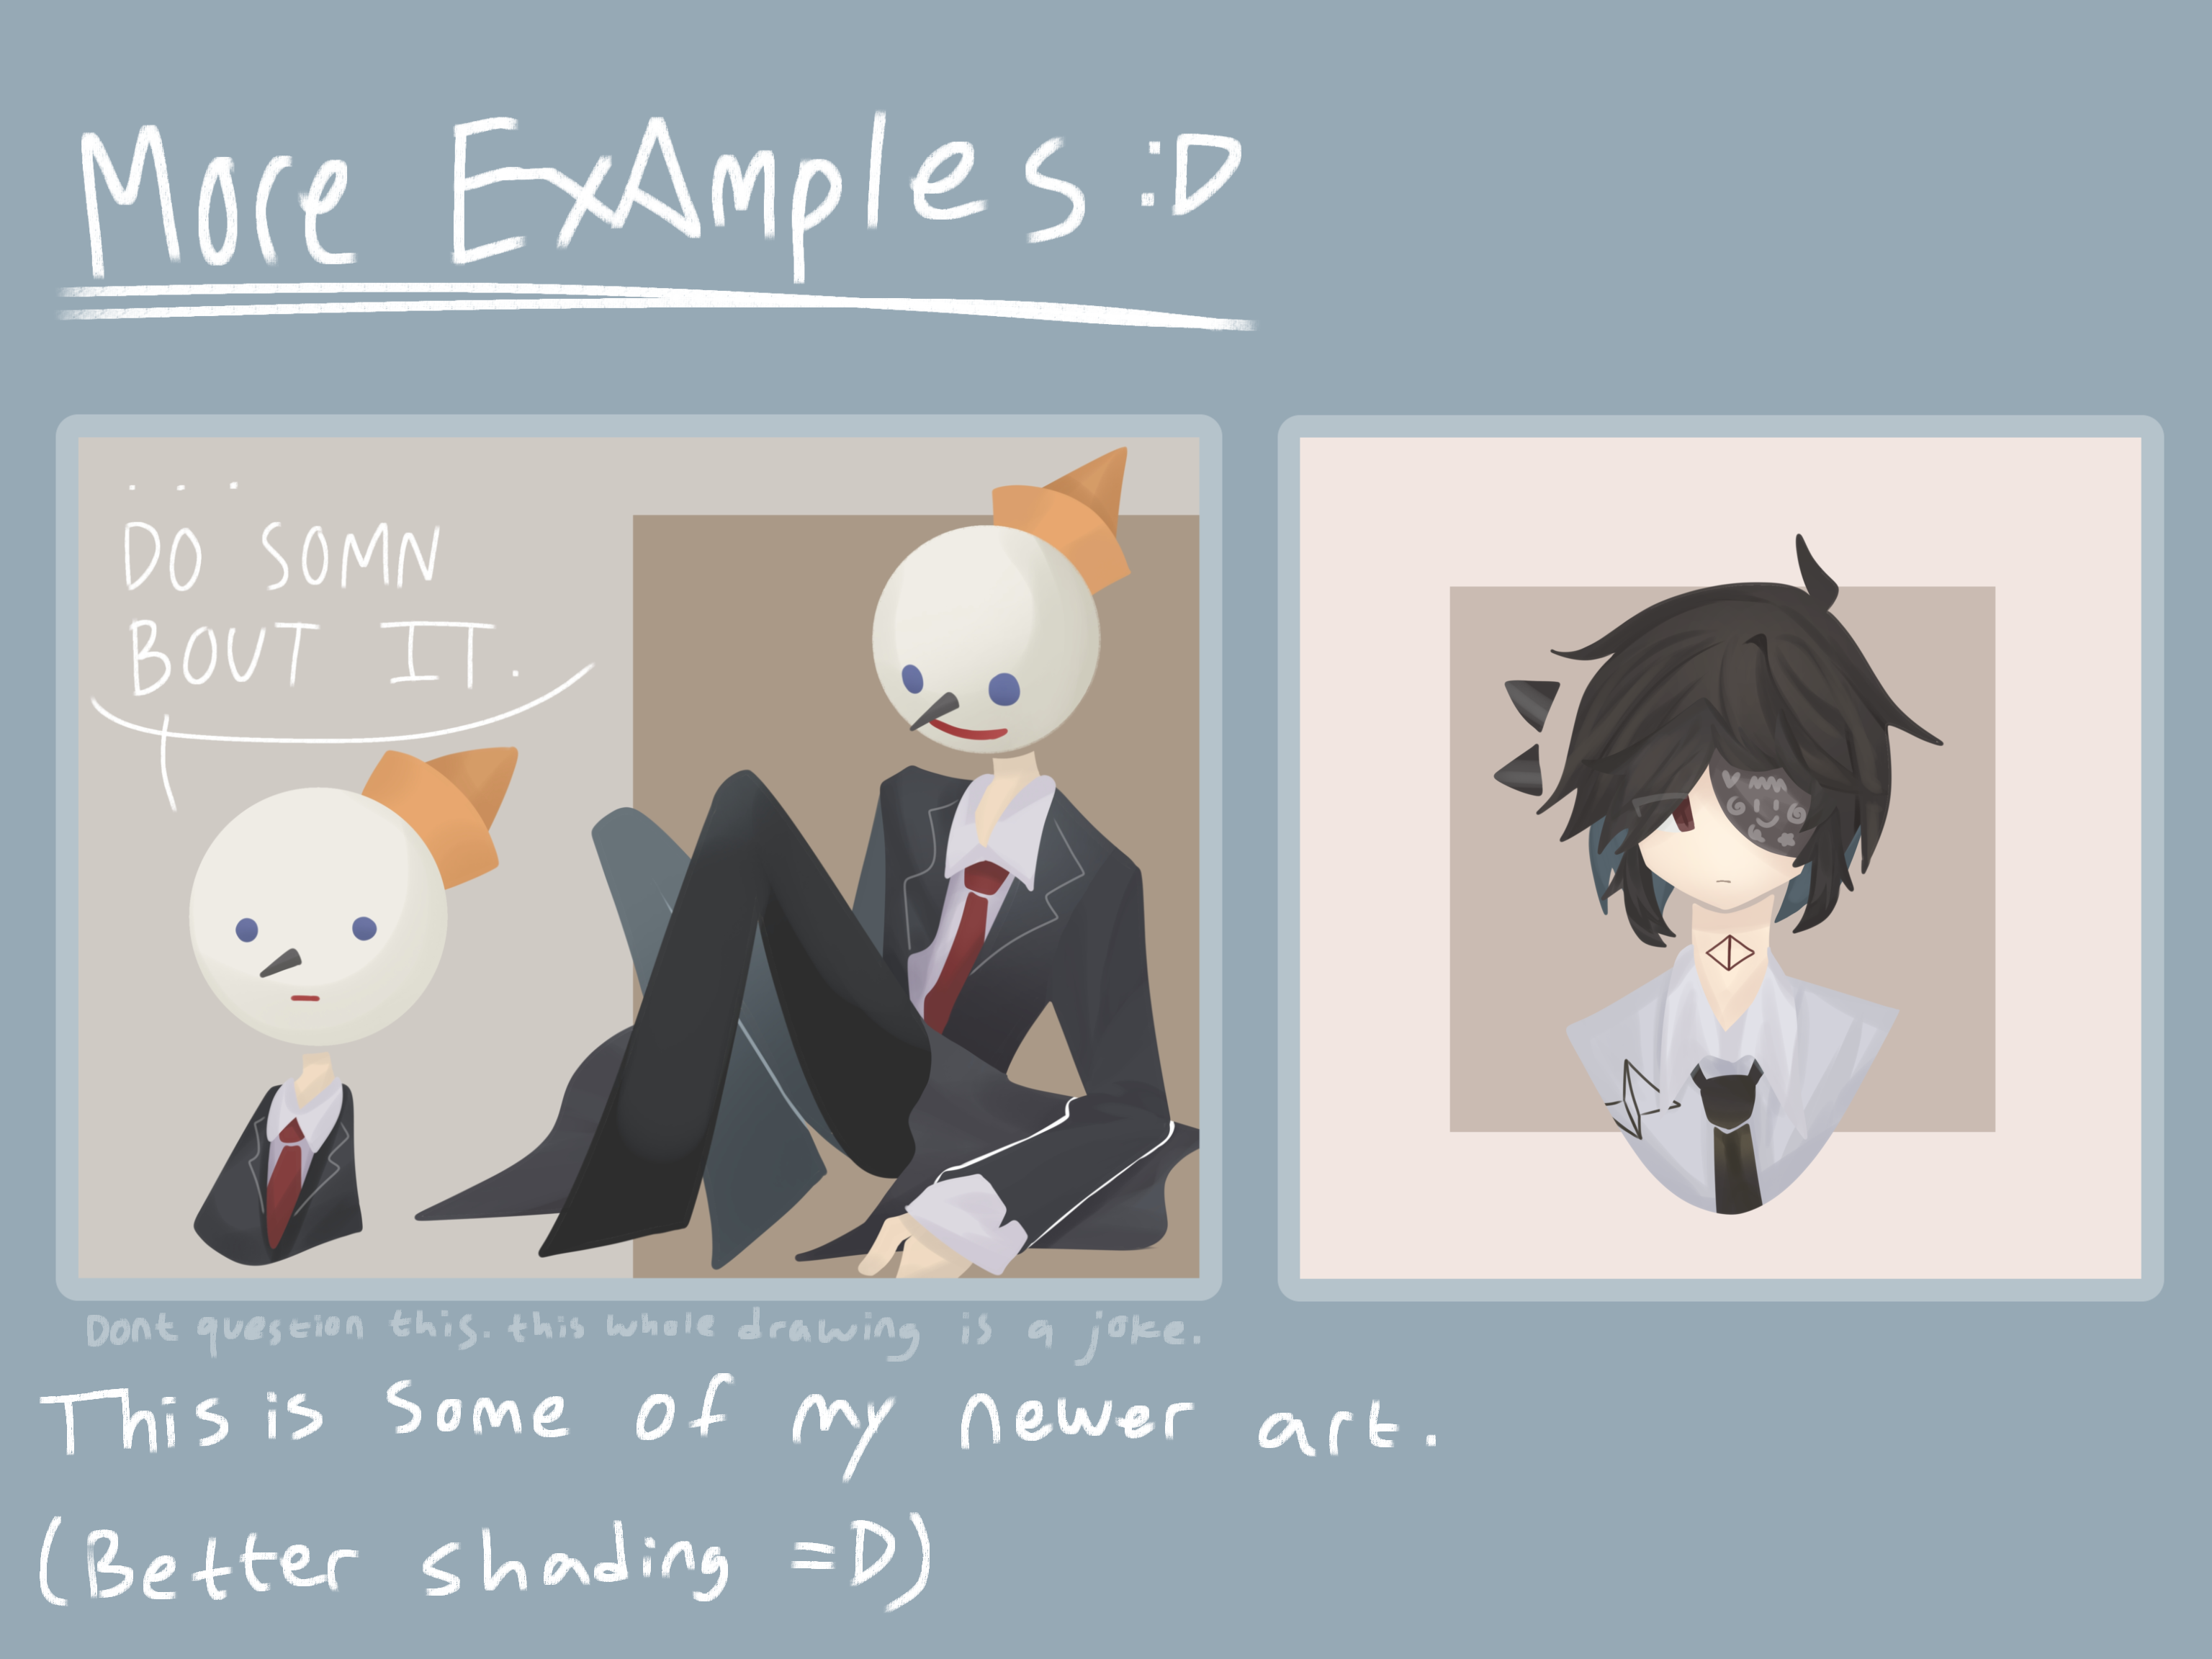 More ExAmples :D
. . .
DO SOMN
BOUT IT.
Dont question this. this whole drawing is a joke.
This is some of my newer art.
(Better shading =D)